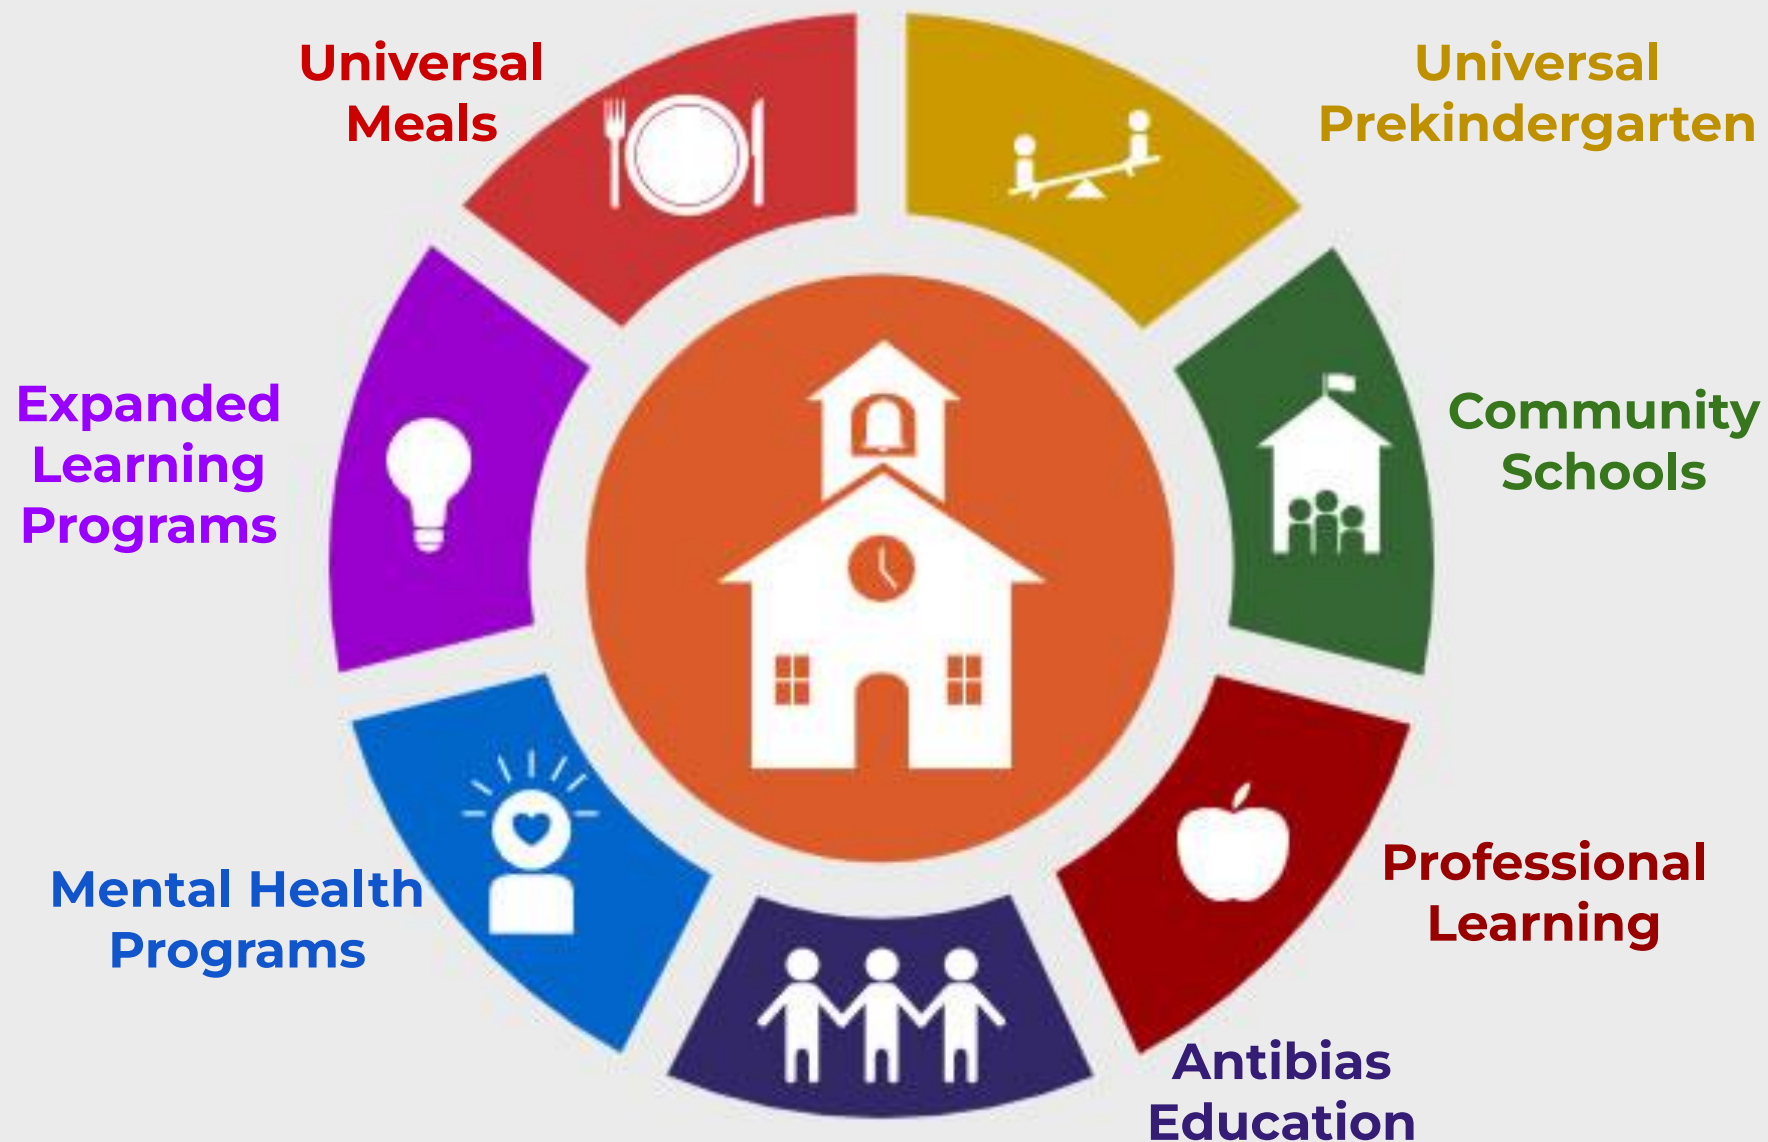 Universal
Meals
Universal
Prekindergarten
Expanded
Learning
Programs
Community
Schools
Mental Health
Programs
Professional
Learning
Antibias
Education